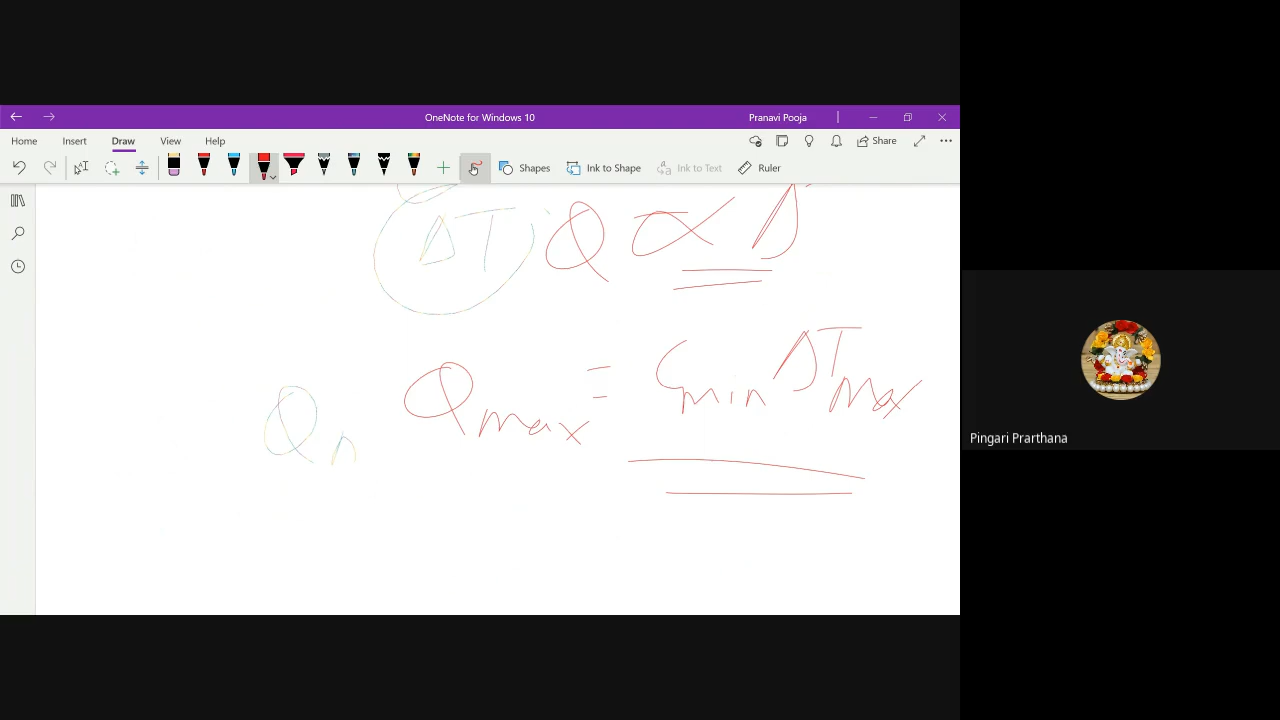 OneNote for Windows 10
Pranavi Pooja
Home Insert Draw View Help
Share
Shapes Ink to Shape Ink to Text Ruler
ΔT Q ∝ Δ
Qmax = Cmin ΔTmax
Qn
Pingari Prarthana